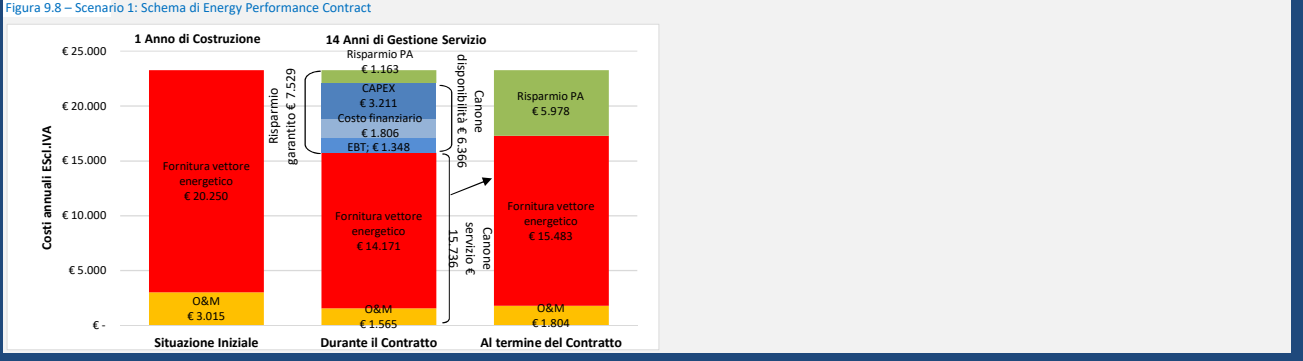 Figura 9.8 – Scenario 1: Schema di Energy Performance Contract
1 Anno di Costruzione
14 Anni di Gestione Servizio
Costi annuali EScl.IVA
€ 25.000
€ 20.000
€ 15.000
€ 10.000
€ 5.000
€ -
Fornitura vettore
energetico
€ 20.250
O&M
€ 3.015
Situazione Iniziale
Risparmio
garantito € 7.529
Risparmio PA
€ 1.163
CAPEX
€ 3.211
Costo finanziario
€ 1.806
EBT; € 1.348
Fornitura vettore
energetico
€ 14.171
O&M
€ 1.565
Durante il Contratto
Canone
disponibilità € 6.366
Canone
servizio €
15.736
Risparmio PA
€ 5.978
Fornitura vettore
energetico
€ 15.483
O&M
€ 1.804
Al termine del Contratto